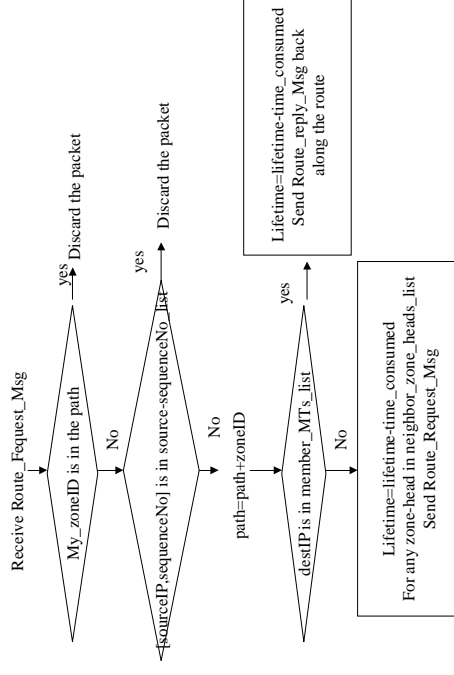 Receive Route_Fequest_Msg
My_zoneID is in the path
yes
Discard the packet
No
[sourceIP,sequenceNo] is in source-sequenceNo_list
yes
Discard the packet
No
path=path+zoneID
destIP is in member_MTs_list
yes
Lifetime=lifetime-time_consumed
Send Route_reply_Msg back
along the route
No
Lifetime=lifetime-time_consumed
For any zone-head in neighbor_zone_heads_list
Send Route_Request_Msg